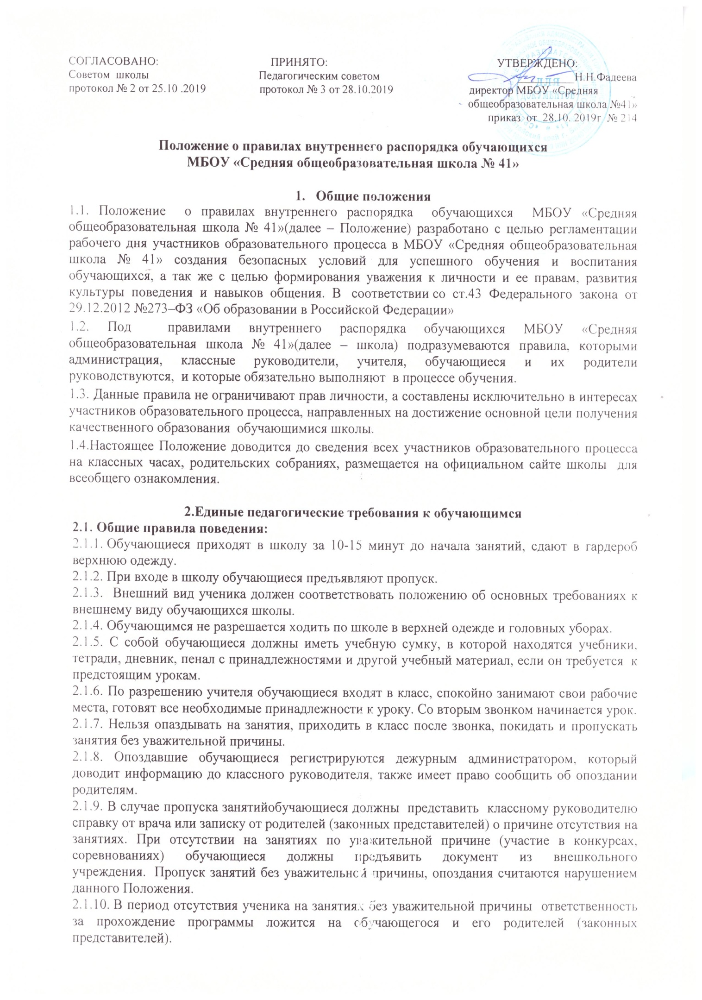 СОГЛАСОВАНО: ПРИНЯТО: УТВЕРЖДЕНО:
Советом школы Педагогическим советом Н.Н.Фадеева
протокол № 2 от 25.10 .2019 протокол № 3 от 28.10.2019 директор МБОУ «Средняя
общеобразовательная школа №41»
приказ от 28.10. 2019г № 214
ДЛЯ
ДОКУМЕНТОВ
Положение о правилах внутреннего распорядка обучающихся
МБОУ «Средняя общеобразовательная школа № 41»
1. Общие положения
1.1. Положение о правилах внутреннего распорядка обучающихся МБОУ «Средняя
общеобразовательная школа № 41»(далее – Положение) разработано с целью регламентации
рабочего дня участников образовательного процесса в МБОУ «Средняя общеобразовательная
школа № 41» создания безопасных условий для успешного обучения и воспитания
обучающихся, а так же с целью формирования уважения к личности и ее правам, развития
культуры поведения и навыков общения. В соответствии со ст.43 Федерального закона от
29.12.2012 №273–ФЗ «Об образовании в Российской Федерации»
1.2. Под правилами внутреннего распорядка обучающихся МБОУ «Средняя
общеобразовательная школа № 41»(далее – школа) подразумеваются правила, которыми
администрация, классные руководители, учителя, обучающиеся и их родители
руководствуются, и которые обязательно выполняют в процессе обучения.
1.3. Данные правила не ограничивают прав личности, а составлены исключительно в интересах
участников образовательного процесса, направленных на достижение основной цели получения
качественного образования обучающимися школы.
1.4.Настоящее Положение доводится до сведения всех участников образовательного процесса
на классных часах, родительских собраниях, размещается на официальном сайте школы для
всеобщего ознакомления.
2.Единые педагогические требования к обучающимся
2.1. Общие правила поведения:
2.1.1. Обучающиеся приходят в школу за 10-15 минут до начала занятий, сдают в гардероб
верхнюю одежду.
2.1.2. При входе в школу обучающиеся предъявляют пропуск.
2.1.3. Внешний вид ученика должен соответствовать положению об основных требованиях к
внешнему виду обучающихся школы.
2.1.4. Обучающимся не разрешается ходить по школе в верхней одежде и головных уборах.
2.1.5. С собой обучающиеся должны иметь учебную сумку, в которой находятся учебники,
тетради, дневник, пенал с принадлежностями и другой учебный материал, если он требуется к
предстоящим урокам.
2.1.6. По разрешению учителя обучающиеся входят в класс, спокойно занимают свои рабочие
места, готовят все необходимые принадлежности к уроку. Со вторым звонком начинается урок.
2.1.7. Нельзя опаздывать на занятия, приходить в класс после звонка, покидать и пропускать
занятия без уважительной причины.
2.1.8. Опоздавшие обучающиеся регистрируются дежурным администратором, который
доводит информацию до классного руководителя, также имеет право сообщить об опоздании
родителям.
2.1.9. В случае пропуска занятийобучающиеся должны представить классному руководителю
справку от врача или записку от родителей (законных представителей) о причине отсутствия на
занятиях. При отсутствии на занятиях по уважительной причине (участие в конкурсах,
соревнованиях) обучающиеся должны предъявить документ из внешкольного
учреждения. Пропуск занятий без уважительной причины, опоздания считаются нарушением
данного Положения.
2.1.10. В период отсутствия ученика на занятиях без уважительной причины ответственность
за прохождение программы ложится на обучающегося и его родителей (законных
представителей).